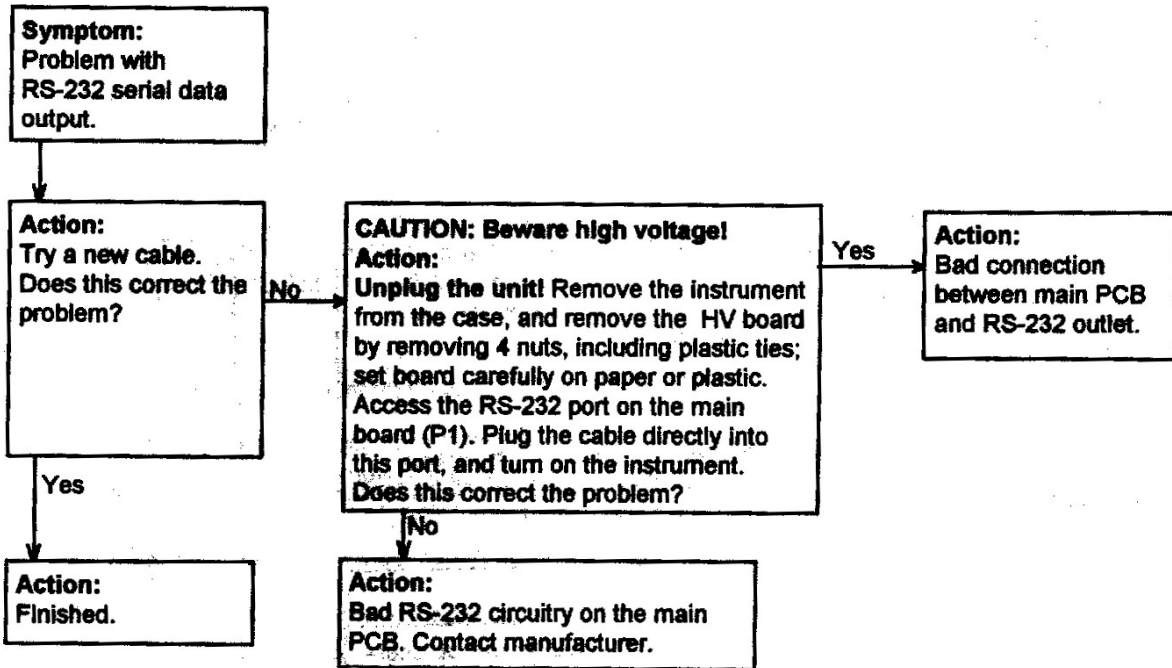 Symptom:
Problem with
RS-232 serial data
output.
Action:
Try a new cable.
Does this correct the
problem?
No
CAUTION: Beware high voltage!
Action:
Unplug the unit! Remove the instrument
from the case, and remove the HV board
by removing 4 nuts, including plastic ties;
set board carefully on paper or plastic.
Access the RS-232 port on the main
board (P1). Plug the cable directly into
this port, and turn on the instrument.
Does this correct the problem?
Yes
Action:
Bad connection
between main PCB
and RS-232 outlet.
Yes
Action:
Finished.
No
Action:
Bad RS-232 circuitry on the main
PCB. Contact manufacturer.